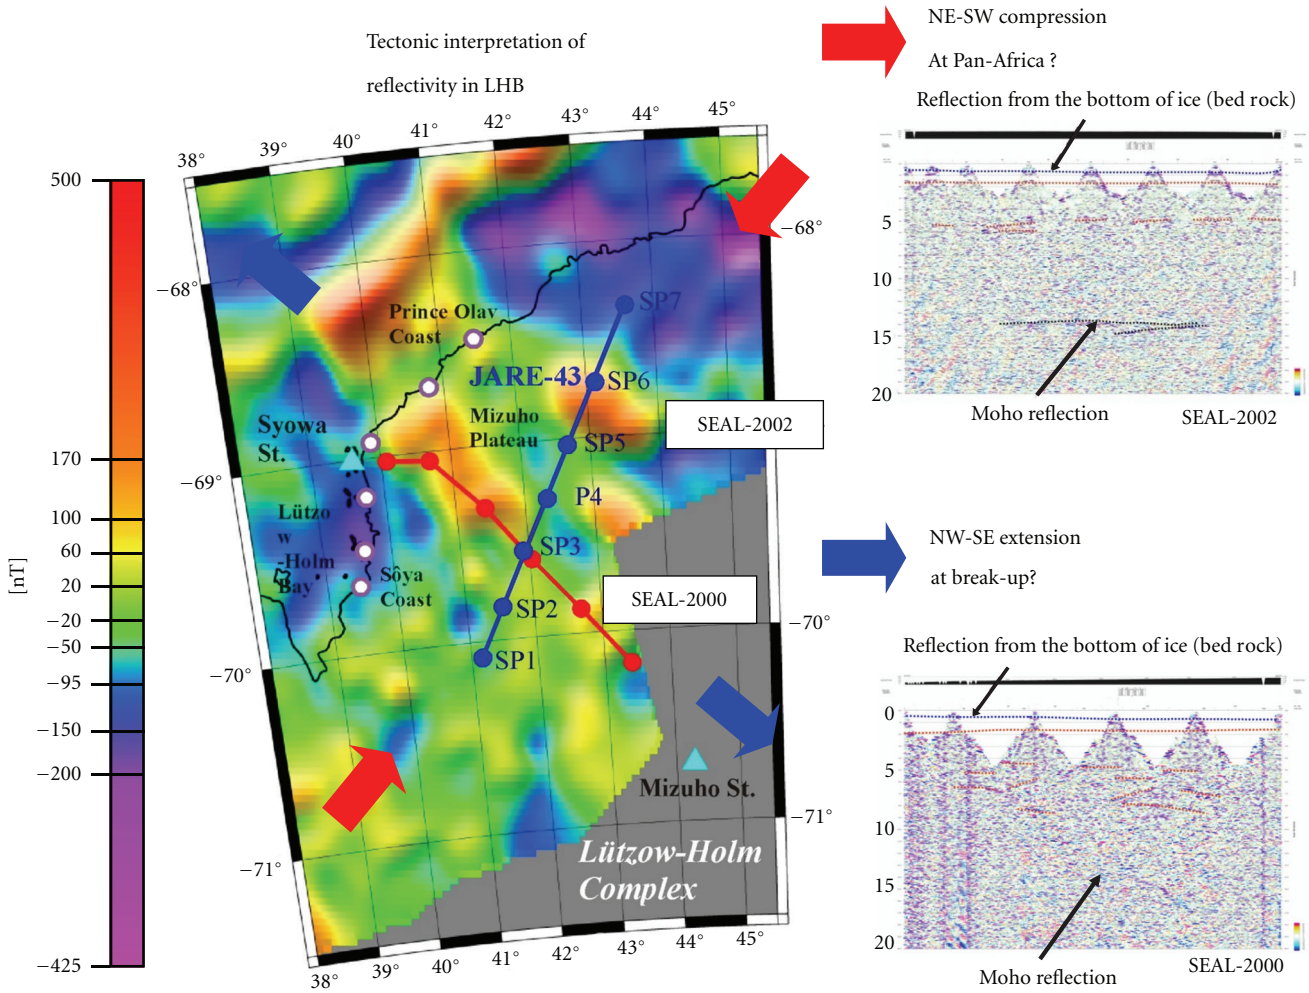 Tectonic interpretation of
reflectivity in LHB
NE-SW compression
At Pan-Africa ?
Reflection from the bottom of ice (bed rock)
5
10
15
20
Moho reflection
SEAL-2002
NW-SE extension
at break-up?
Reflection from the bottom of ice (bed rock)
0
5
10
15
20
Moho reflection
SEAL-2000
[nT]
500
170
100
60
20
−20
−50
−95
−150
−200
−425
38°
39°
40°
41°
42°
43°
44°
45°
−68°
−69°
−70°
−71°
−68°
−70°
−71°
38°
39°
40°
41°
42°
43°
44°
45°
Prince Olav
Coast
SP7
JARE-43
SP6
Mizuho
Plateau
SP5
SEAL-2002
Syowa
St.
P4
Lützo
w
-Holm
Bay
SP3
Sôya
Coast
SP2
SEAL-2000
SP1
Mizuho St.
Lützow-Holm
Complex